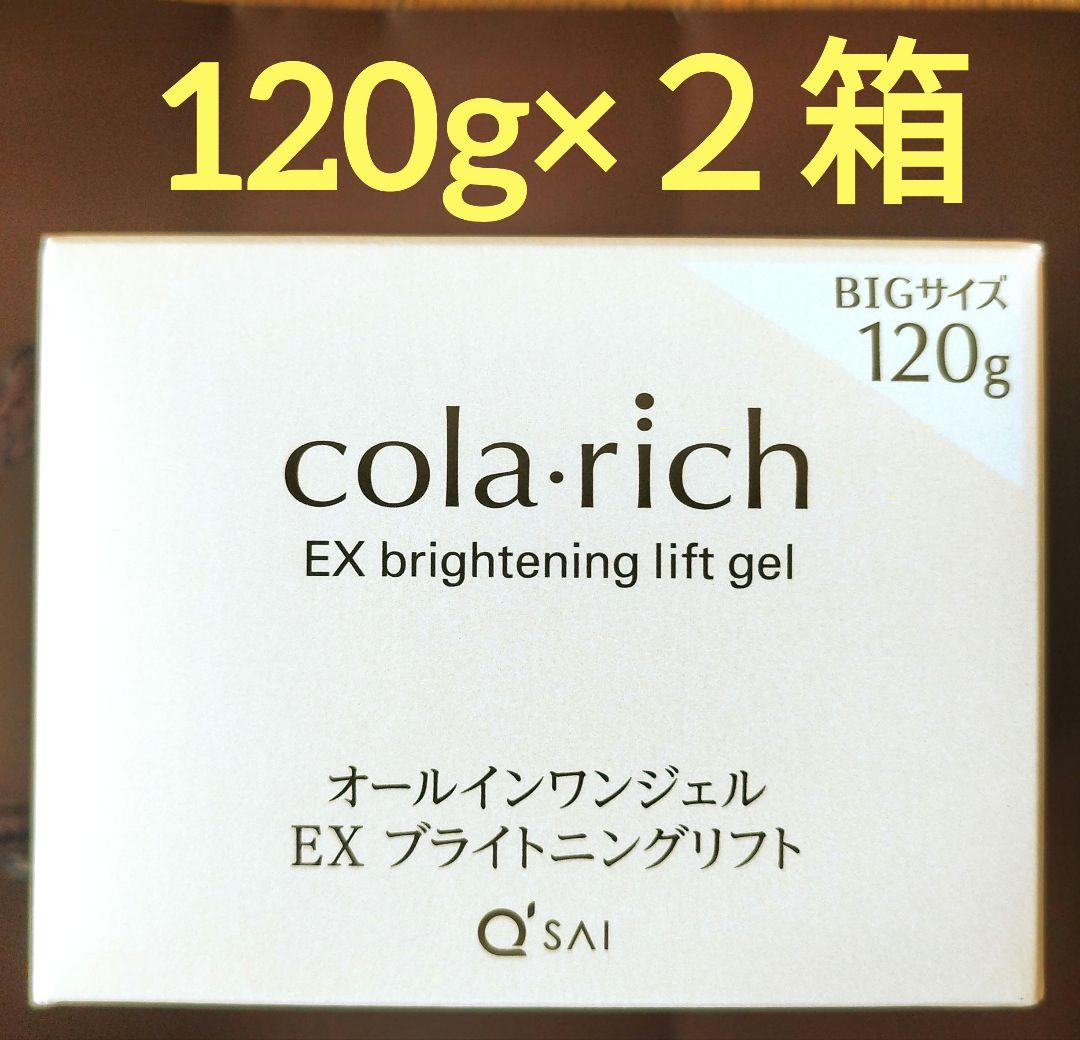 120g×２箱
BIGサイズ
120g
cola·rich
EX brightening lift gel
オールインワンジェル
EX ブライトニングリフト
Q'SAI